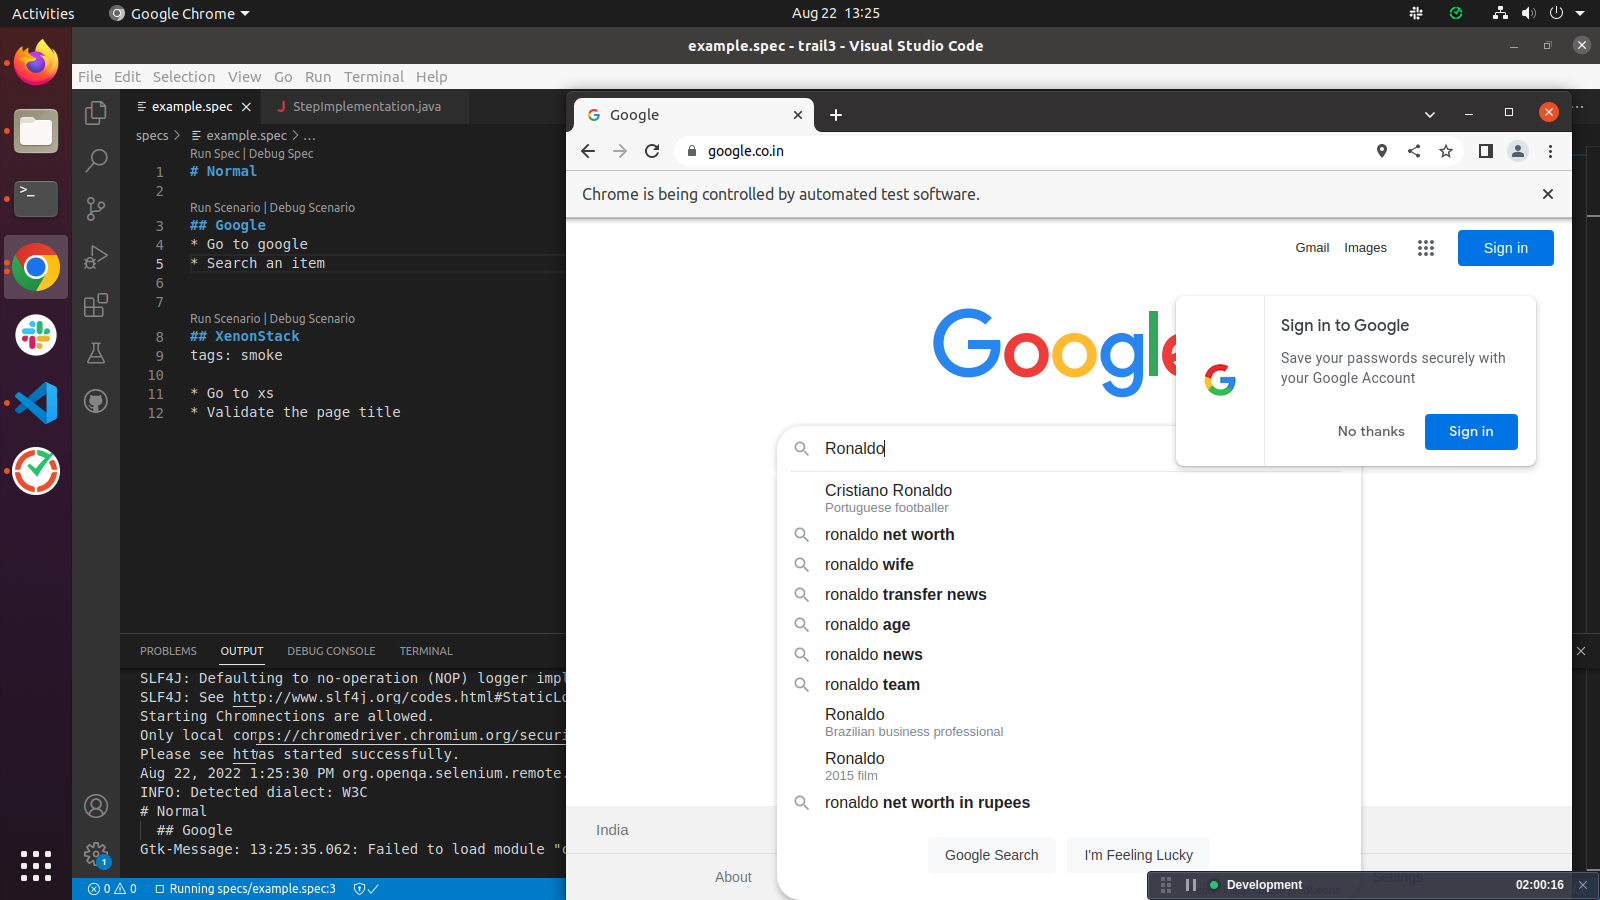 Activities
Google Chrome
Aug 22 13:25
example.spec - trail3 - Visual Studio Code
File Edit Selection View Go Run Terminal Help
example.spec
StepImplementation.java
specs > example.spec > ...
Run Spec | Debug Spec
1 # Normal
2
Run Scenario | Debug Scenario
3 ## Google
4 * Go to google
5 * Search an item
6
7
Run Scenario | Debug Scenario
8 ## XenonStack
9 tags: smoke
10
11 * Go to xs
12 * Validate the page title
PROBLEMS OUTPUT DEBUG CONSOLE TERMINAL
SLF4J: Defaulting to no-operation (NOP) logger impl
SLF4J: See http://www.slf4j.org/codes.html#StaticLo
Starting Chromnections are allowed.
Only local conps://chromedriver.chromium.org/securi
Please see httas started successfully.
Aug 22, 2022 1:25:30 PM org.openqa.selenium.remote.
INFO: Detected dialect: W3C
# Normal
## Google
Gtk-Message: 13:25:35.062: Failed to load module "c
1
0 0 Running specs/example.spec:3
Google
google.co.in
Chrome is being controlled by automated test software.
Gmail Images Sign in
Google
Sign in to Google
Save your passwords securely with
your Google Account
No thanks Sign in
Ronaldo
Cristiano Ronaldo
Portuguese footballer
ronaldo net worth
ronaldo wife
ronaldo transfer news
ronaldo age
ronaldo news
ronaldo team
Ronaldo
Brazilian business professional
Ronaldo
2015 film
ronaldo net worth in rupees
Google Search I'm Feeling Lucky
India
About
Settings
Development 02:00:16